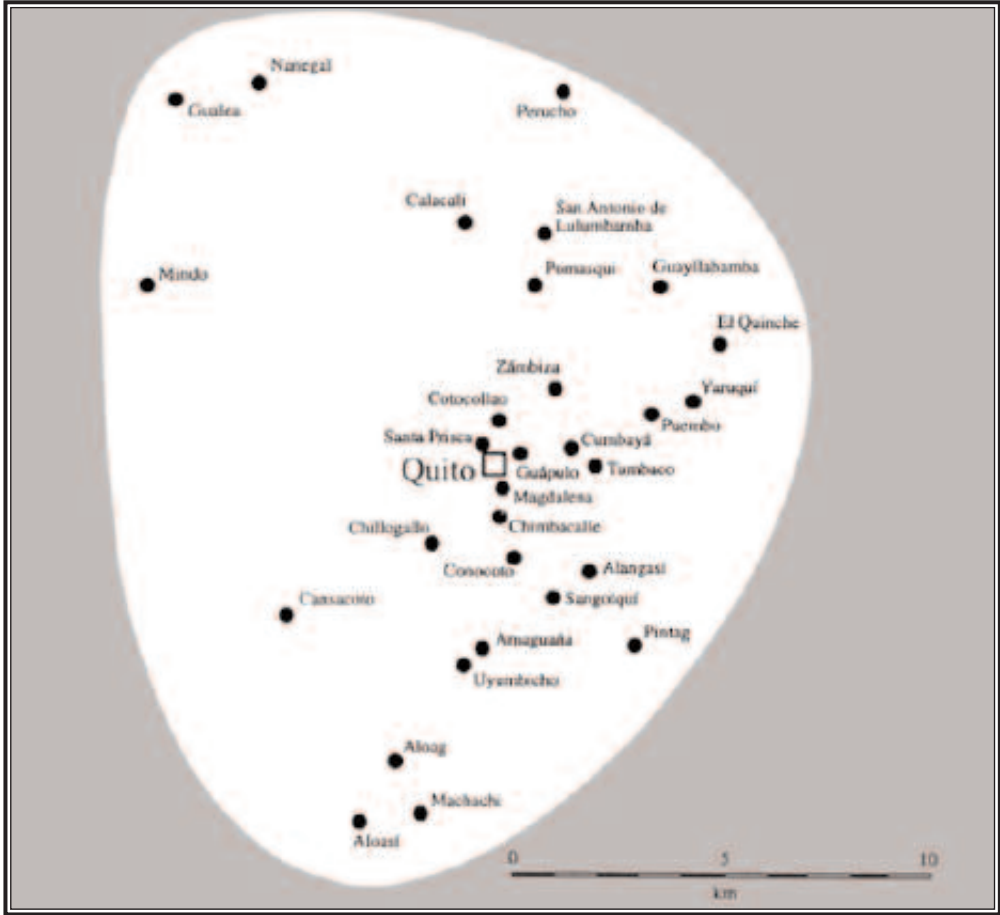 Nanegal
Gualea
Perucho
Calacalí
San Antonio de
Lulumbamba
Mindo
Pomasqui
Guayllabamba
El Quinche
Zámbiza
Yaruquí
Cotocollao
Puembo
Santa Prisca
Cumbayá
Quito
Guápulo
Tumbaco
Magdalena
Chillogallo
Chimbacalle
Conocoto
Alangasí
Cansacoto
Sangolquí
Amaguaña
Pintag
Uyumbicho
Aloag
Machachi
Aloasí
0 5 10
km